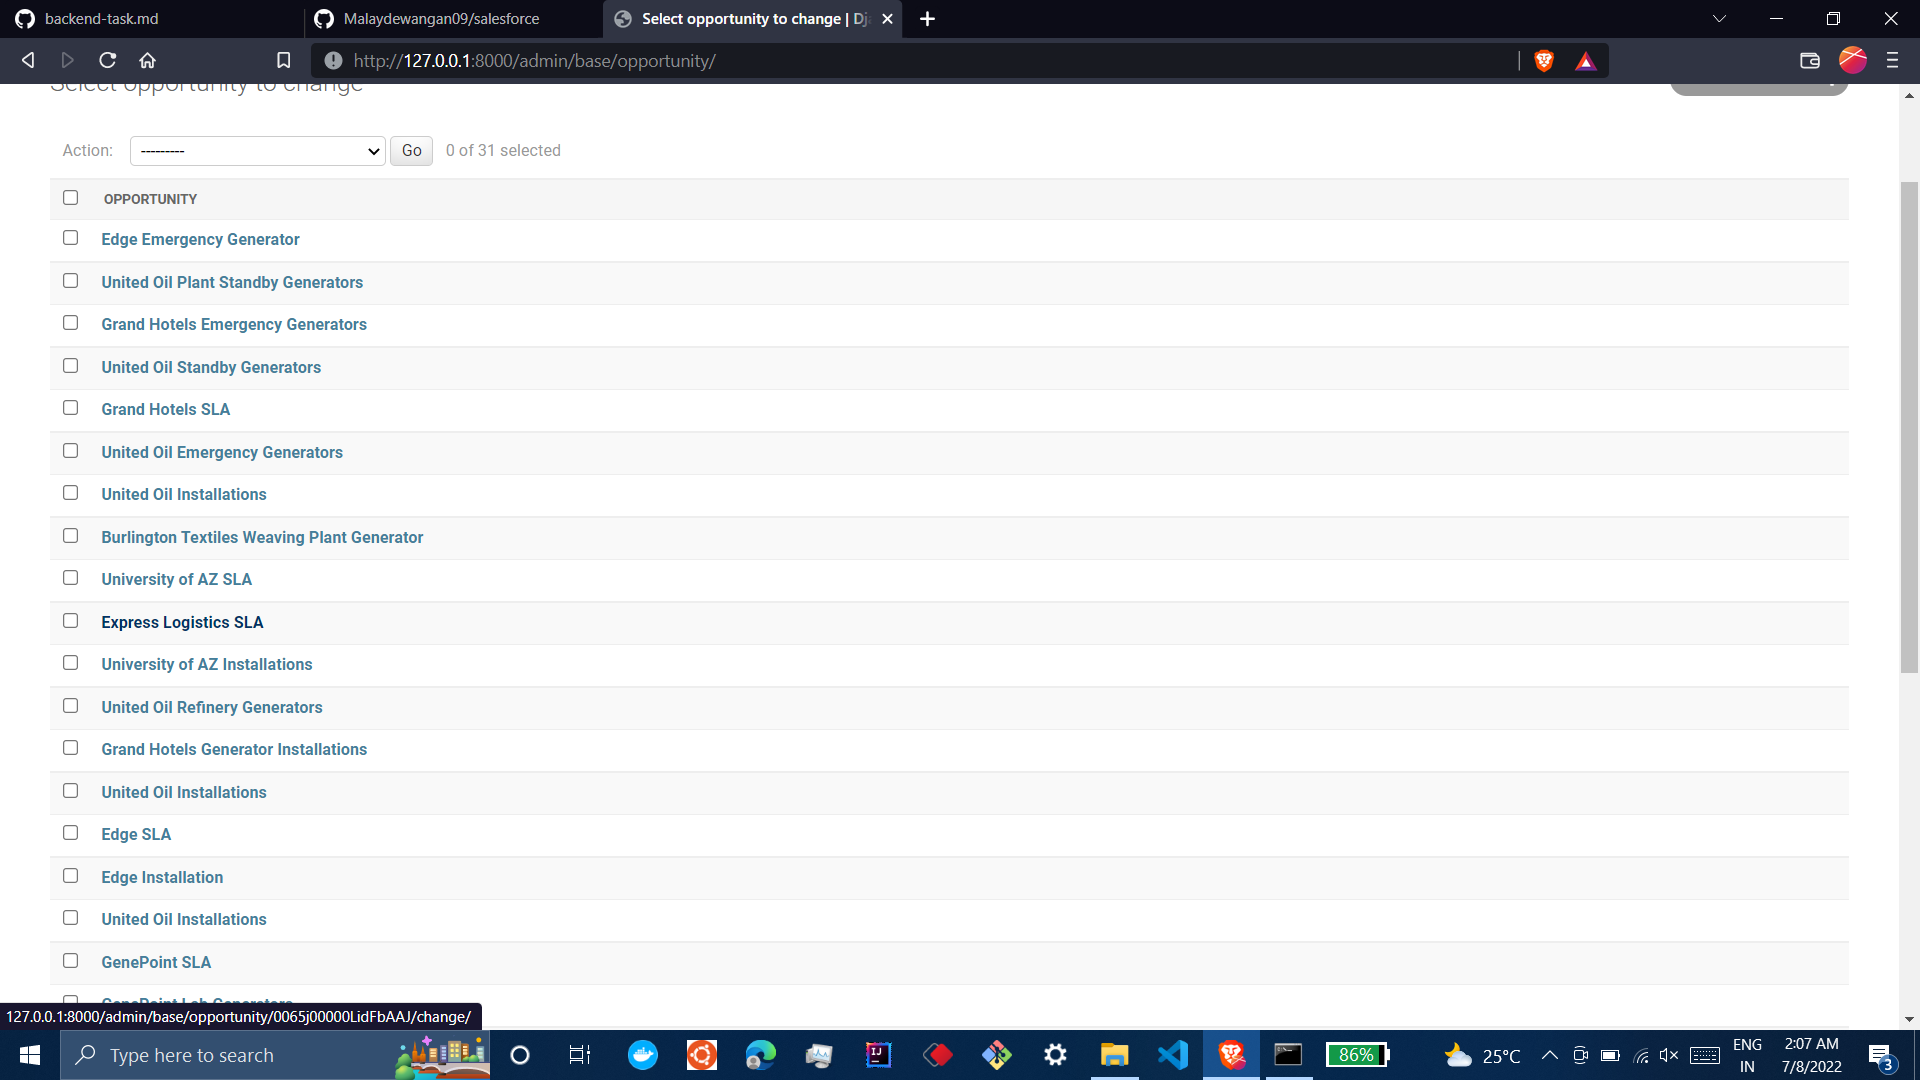 backend-task.md
Malaydewangan09/salesforce
Select opportunity to change | Dj
http://127.0.0.1:8000/admin/base/opportunity/
Select opportunity to change
Action:
---------
Go
0 of 31 selected
OPPORTUNITY
Edge Emergency Generator
United Oil Plant Standby Generators
Grand Hotels Emergency Generators
United Oil Standby Generators
Grand Hotels SLA
United Oil Emergency Generators
United Oil Installations
Burlington Textiles Weaving Plant Generator
University of AZ SLA
Express Logistics SLA
University of AZ Installations
United Oil Refinery Generators
Grand Hotels Generator Installations
United Oil Installations
Edge SLA
Edge Installation
United Oil Installations
GenePoint SLA
GenePoint Lab Generators
127.0.0.1:8000/admin/base/opportunity/0065j00000LidFbAAJ/change/
Type here to search
IJ
86%
25°C
ENG
IN
2:07 AM
7/8/2022
3